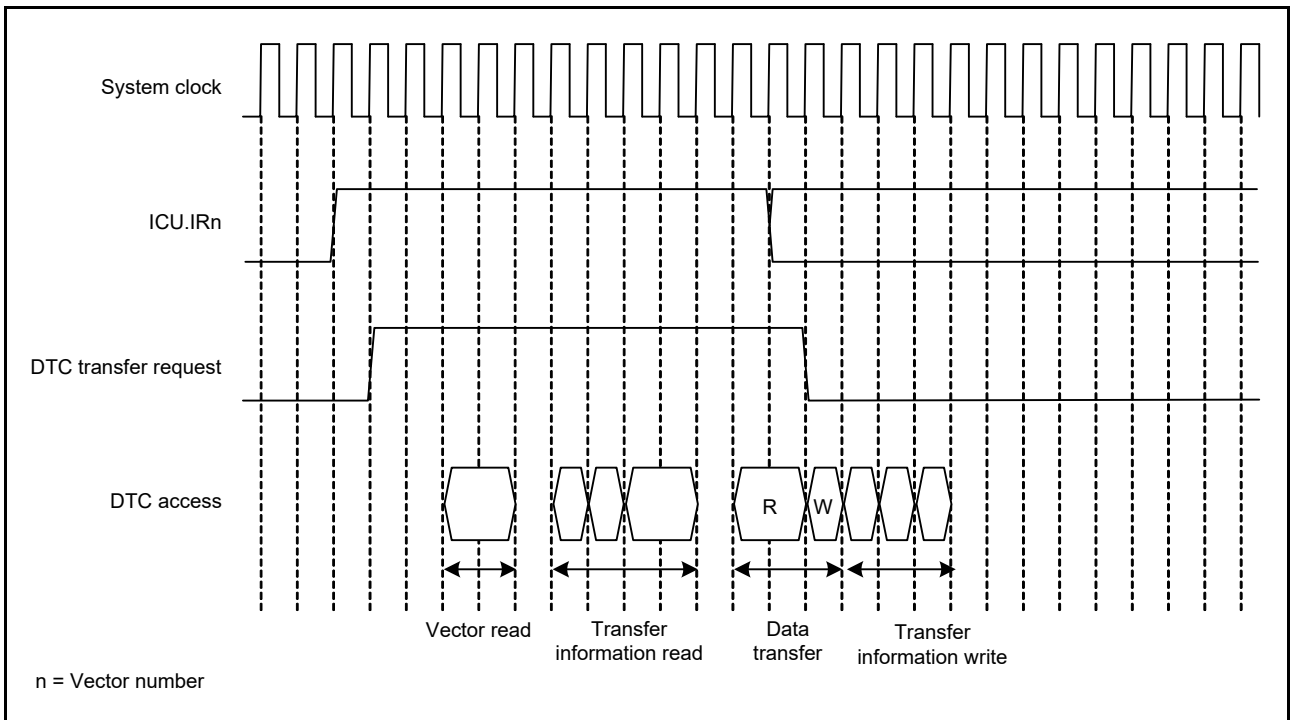 System clock
ICU.IRn
DTC transfer request
DTC access
R
W
Vector read
Transfer
information read
Data
transfer
Transfer
information write
n = Vector number